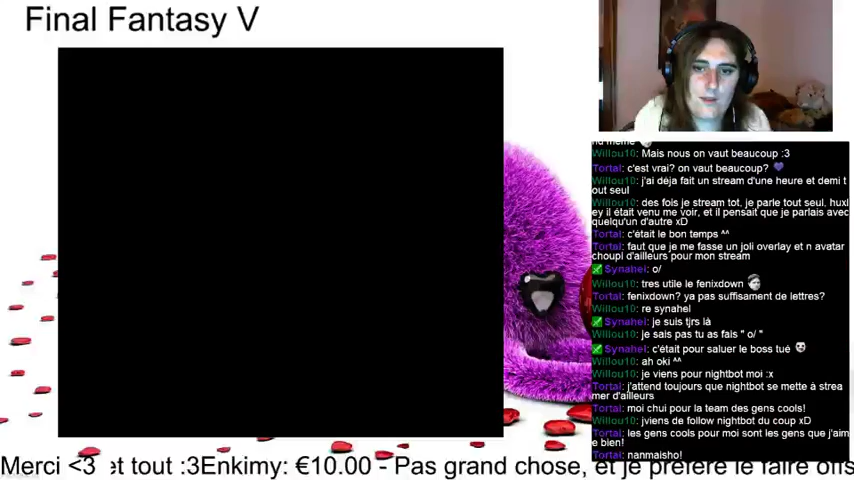 Final Fantasy V
Willou10: Mais nous on vaut beaucoup :3
Tortal: c'est vrai? on vaut beaucoup?
Willou10: j'ai déja fait un stream d'une heure et demi t
out seul
Willou10: des fois je stream tot, je parle tout seul, huxl
ey il était venu me voir, et il pensait que je parlais avec
quelqu'un d'autre xD
Tortal: c'était le bon temps ^^
Tortal: faut que je me fasse un joli overlay et n avatar
choupi d'ailleurs pour mon stream
Synahei: o/
Willou10: tres utile le fenixdown
Tortal: fenixdown? ya pas suffisament de lettres?
Willou10: re synahel
Synahei: je suis tjrs là
Willou10: je sais pas tu as fais " o/ "
Synahei: c'était pour saluer le boss tué
Willou10: ah oki ^^
Willou10: je viens pour nightbot moi :x
Tortal: j'attend toujours que nightbot se mette à strea
mer d'ailleurs
Tortal: moi chui pour la team des gens cools!
Willou10: jviens de follow nightbot du coup xD
Tortal: les gens cools pour moi sont les gens que j'aim
e bien!
Tortal: nanmaisho!
Merci <3 et tout :3Enkimy: €10.00 - Pas grand chose, et je préfère le faire offs